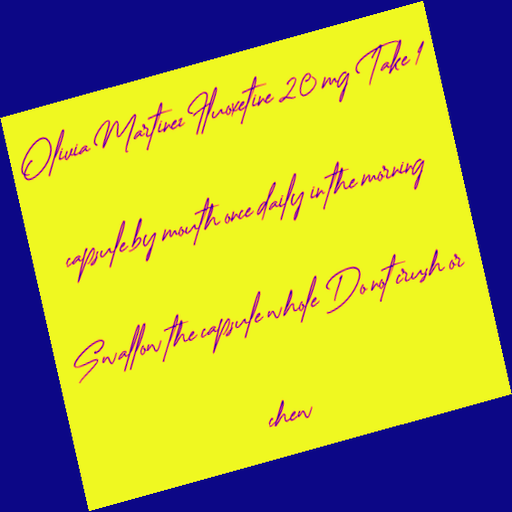 Olivia Martinez Fluoxetine 20 mg Take 1
capsule by mouth once daily in the morning
Swallow the capsule whole Do not crush or
chew